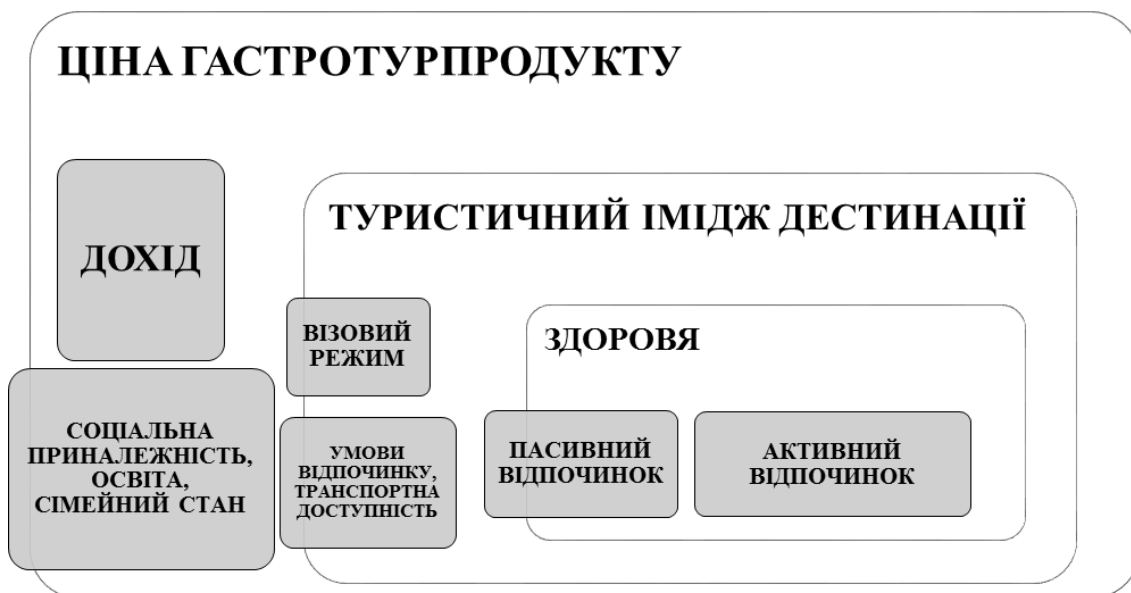 ЦІНА ГАСТРОТУРПРОДУКТУ
ДОХІД
СОЦІАЛЬНА
ПРИНАЛЕЖНІСТЬ,
ОСВІТА,
СІМЕЙНИЙ СТАН
ТУРИСТИЧНИЙ ІМІДЖ ДЕСТИНАЦІЇ
ВІЗОВИЙ
РЕЖИМ
УМОВИ
ВІДПОЧИНКУ,
ТРАНСПОРТНА
ДОСТУПНІСТЬ
ЗДОРОВЯ
ПАСИВНИЙ
ВІДПОЧИНОК
АКТИВНИЙ
ВІДПОЧИНОК